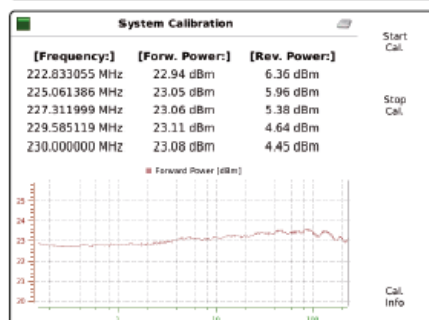 System Calibration
Start
Cal.
[Frequency:] [Forw. Power:] [Rev. Power:]
222.833055 MHz 22.94 dBm 6.36 dBm
225.061386 MHz 23.05 dBm 5.96 dBm
227.311999 MHz 23.06 dBm 5.38 dBm
229.585119 MHz 23.11 dBm 4.64 dBm
230.000000 MHz 23.08 dBm 4.45 dBm
Stop
Cal.
Forward Power [dBm]
25
24
23
22
21
20
1 10 100
Cal.
Info